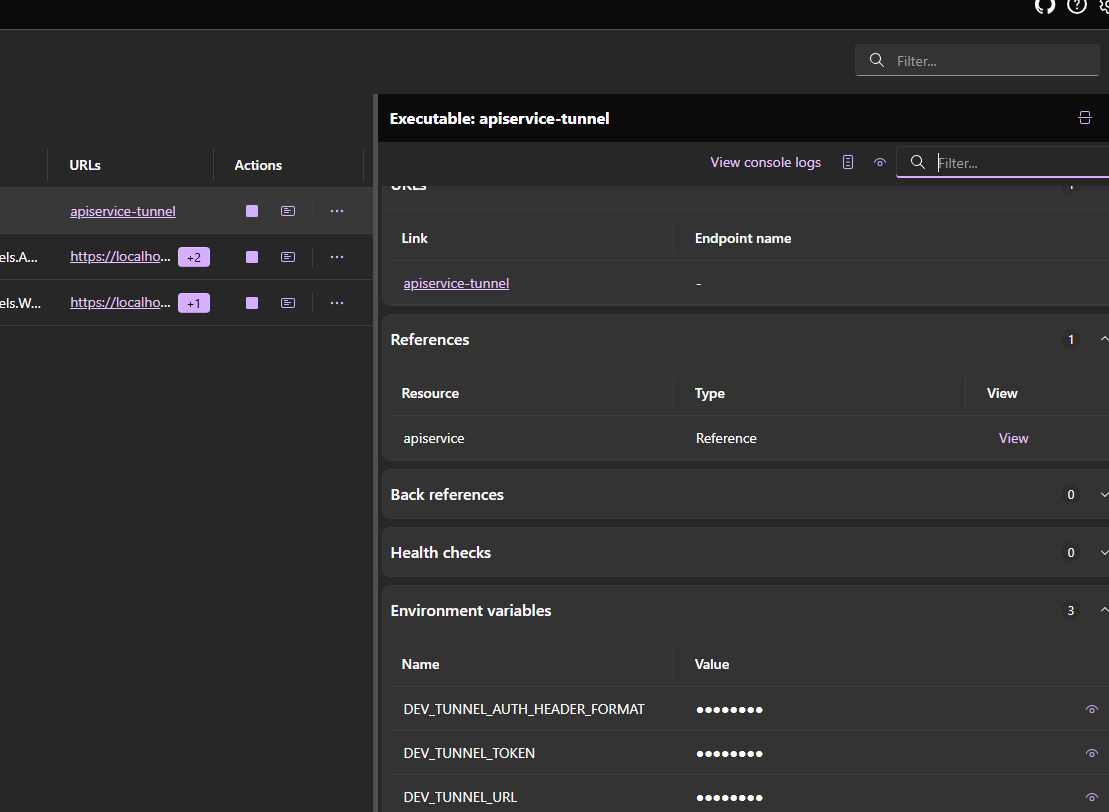 Filter...
URLs
Actions
apiservice-tunnel
els.A...
https://localho...
+2
els.W...
https://localho...
+1
Executable: apiservice-tunnel
View console logs
Filter...
URLs
1
Link
Endpoint name
apiservice-tunnel
-
References
1
Resource
Type
View
apiservice
Reference
View
Back references
0
Health checks
0
Environment variables
3
Name
Value
DEV_TUNNEL_AUTH_HEADER_FORMAT
●●●●●●●●
DEV_TUNNEL_TOKEN
●●●●●●●●
DEV_TUNNEL_URL
●●●●●●●●